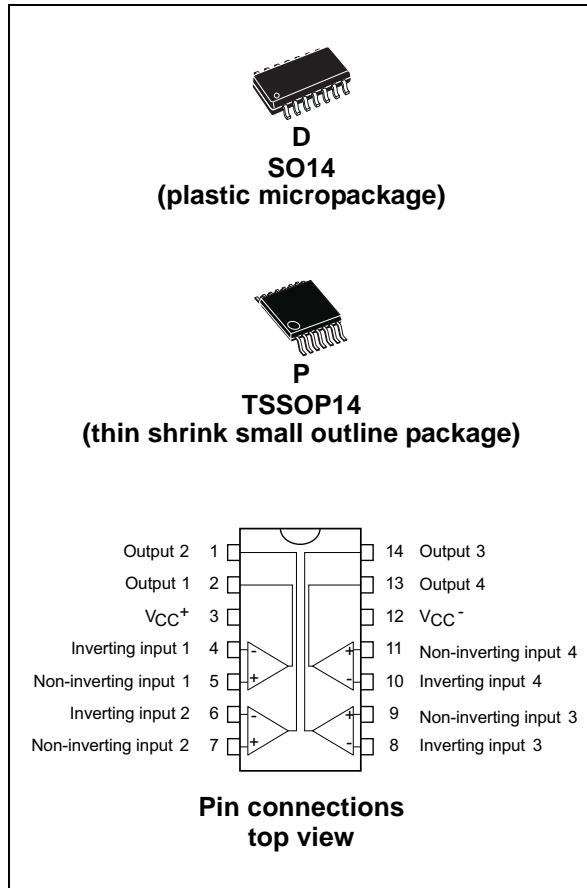 D
SO14
(plastic micropackage)
P
TSSOP14
(thin shrink small outline package)
Output 2 1 14 Output 3
Output 1 2 13 Output 4
VCC+ 3 12 VCC-
Inverting input 1 4 - + 11 Non-inverting input 4
Non-inverting input 1 5 + - 10 Inverting input 4
Inverting input 2 6 - + 9 Non-inverting input 3
Non-inverting input 2 7 + - 8 Inverting input 3
Pin connections
top view